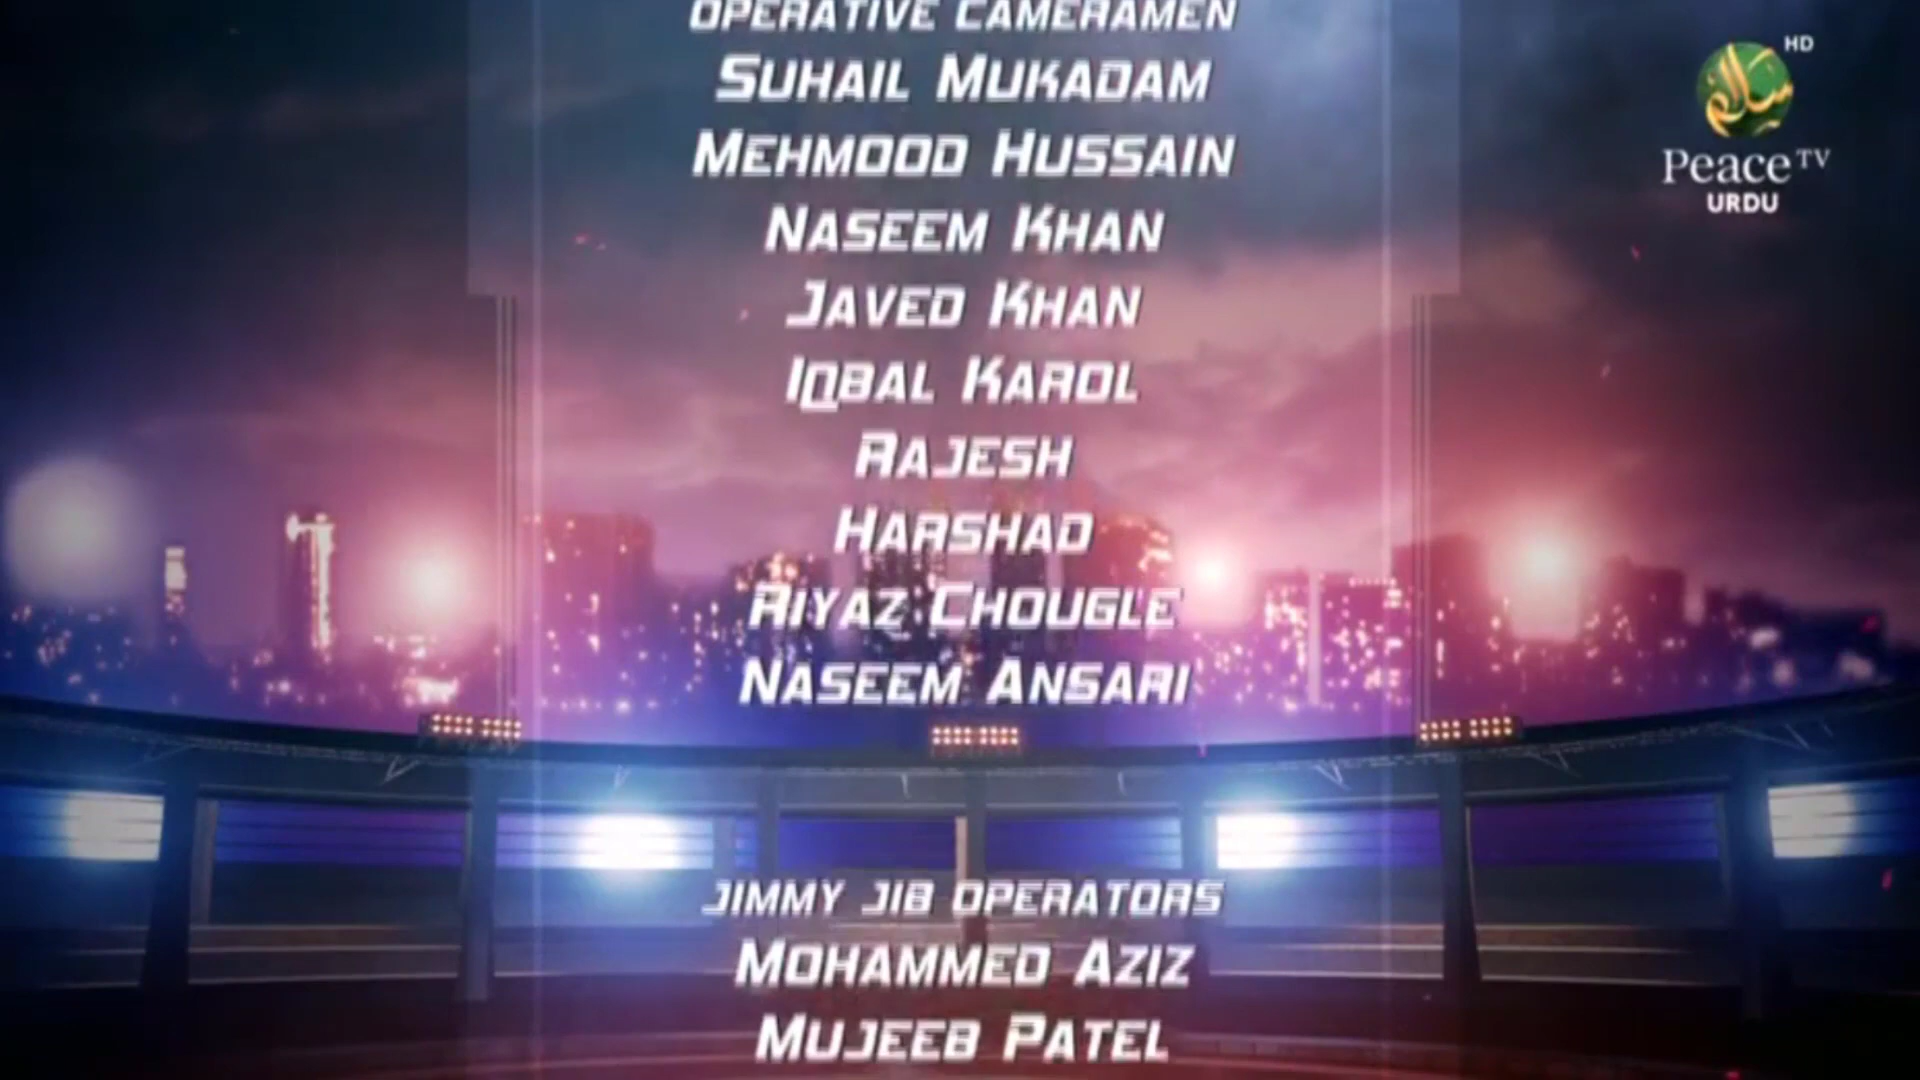 OPERATIVE CAMERAMEN
SUHAIL MUKADAM
MEHMOOD HUSSAIN
NASEEM KHAN
JAVED KHAN
IQBAL KAROL
RAJESH
HARSHAD
RIYAZ CHOUGLE
NASEEM ANSARI
JIMMY JIB OPERATORS
MOHAMMED AZIZ
MUJEEB PATEL
HD
سلام
Peace TV
URDU